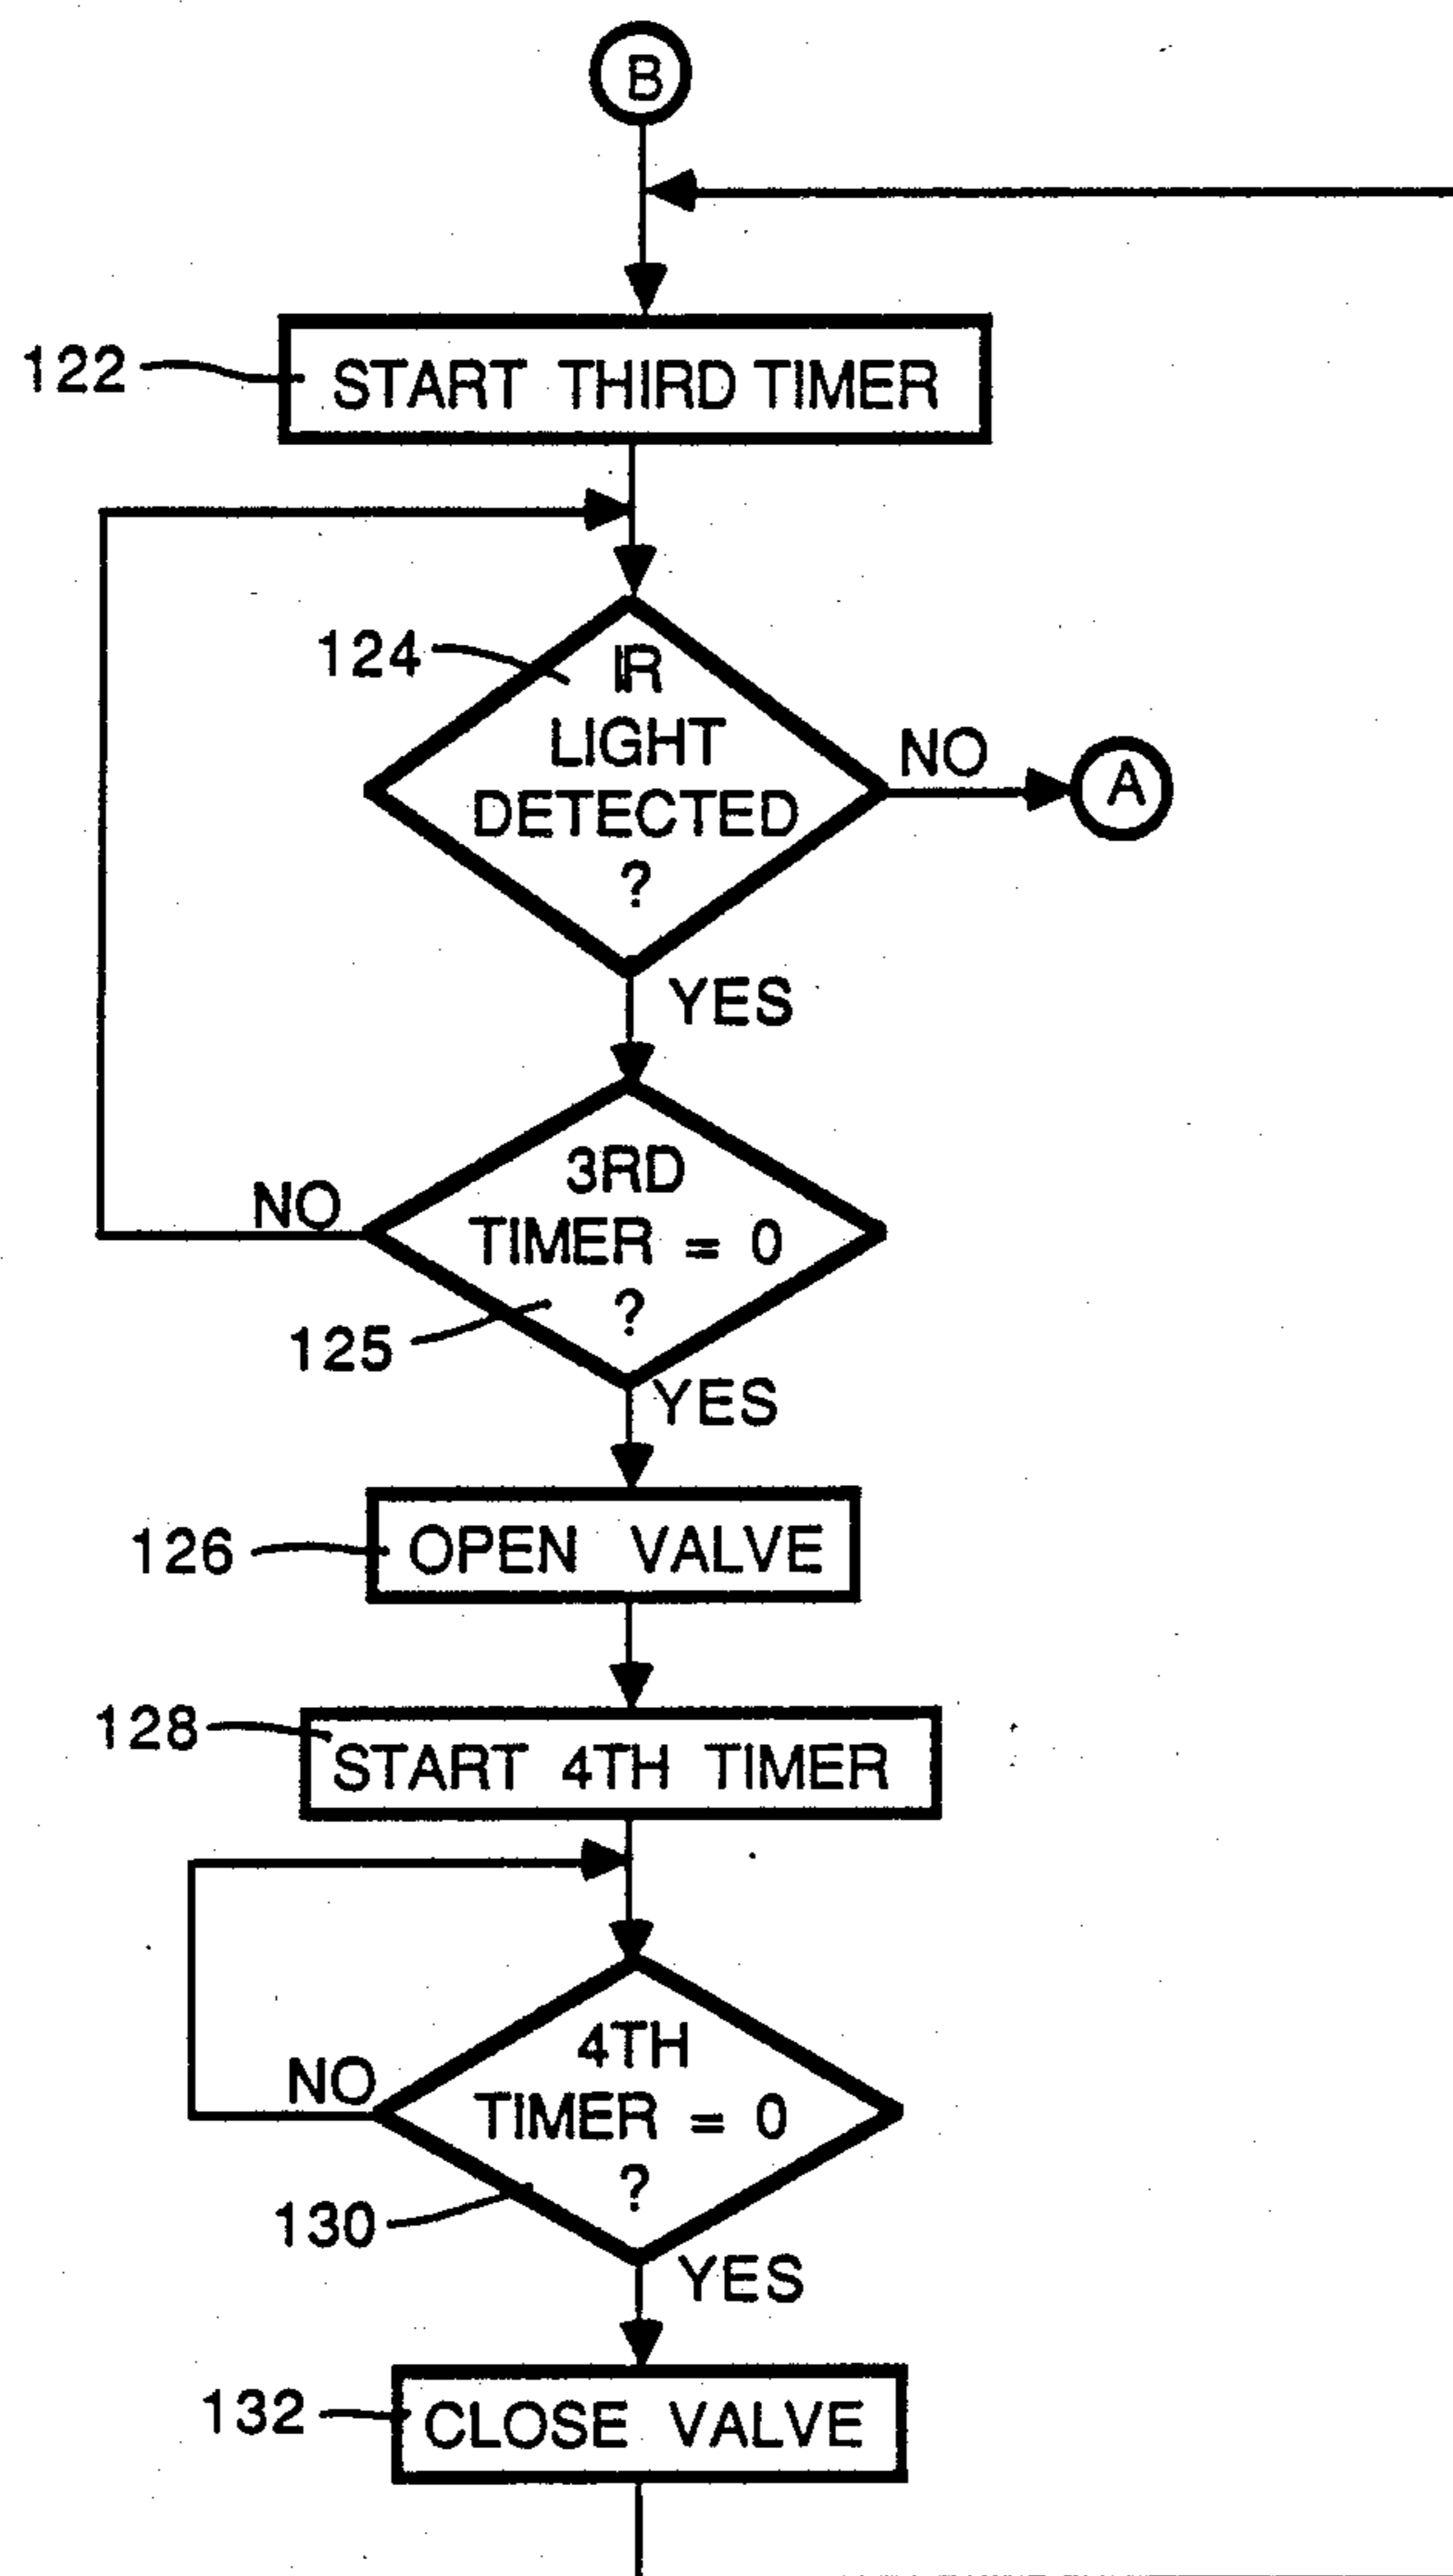 B
122
START THIRD TIMER
124
IR
LIGHT
DETECTED
?
NO
A
YES
3RD
TIMER = 0
?
NO
125
YES
126
OPEN VALVE
128
START 4TH TIMER
4TH
TIMER = 0
?
NO
130
YES
132
CLOSE VALVE